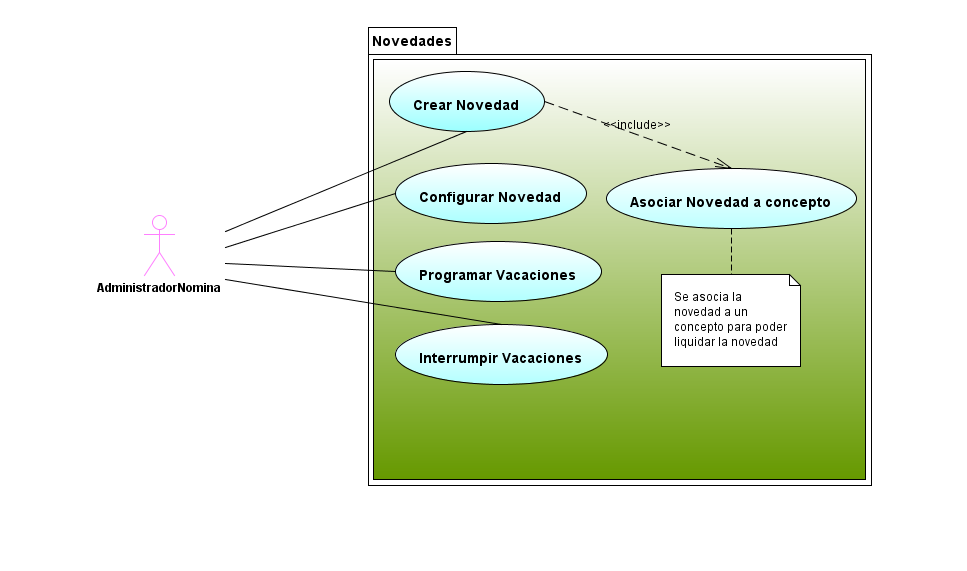 Novedades
Crear Novedad
<<include>>
Configurar Novedad
Asociar Novedad a concepto
Programar Vacaciones
AdministradorNomina
Se asocia la
novedad a un
concepto para poder
liquidar la novedad
Interrumpir Vacaciones